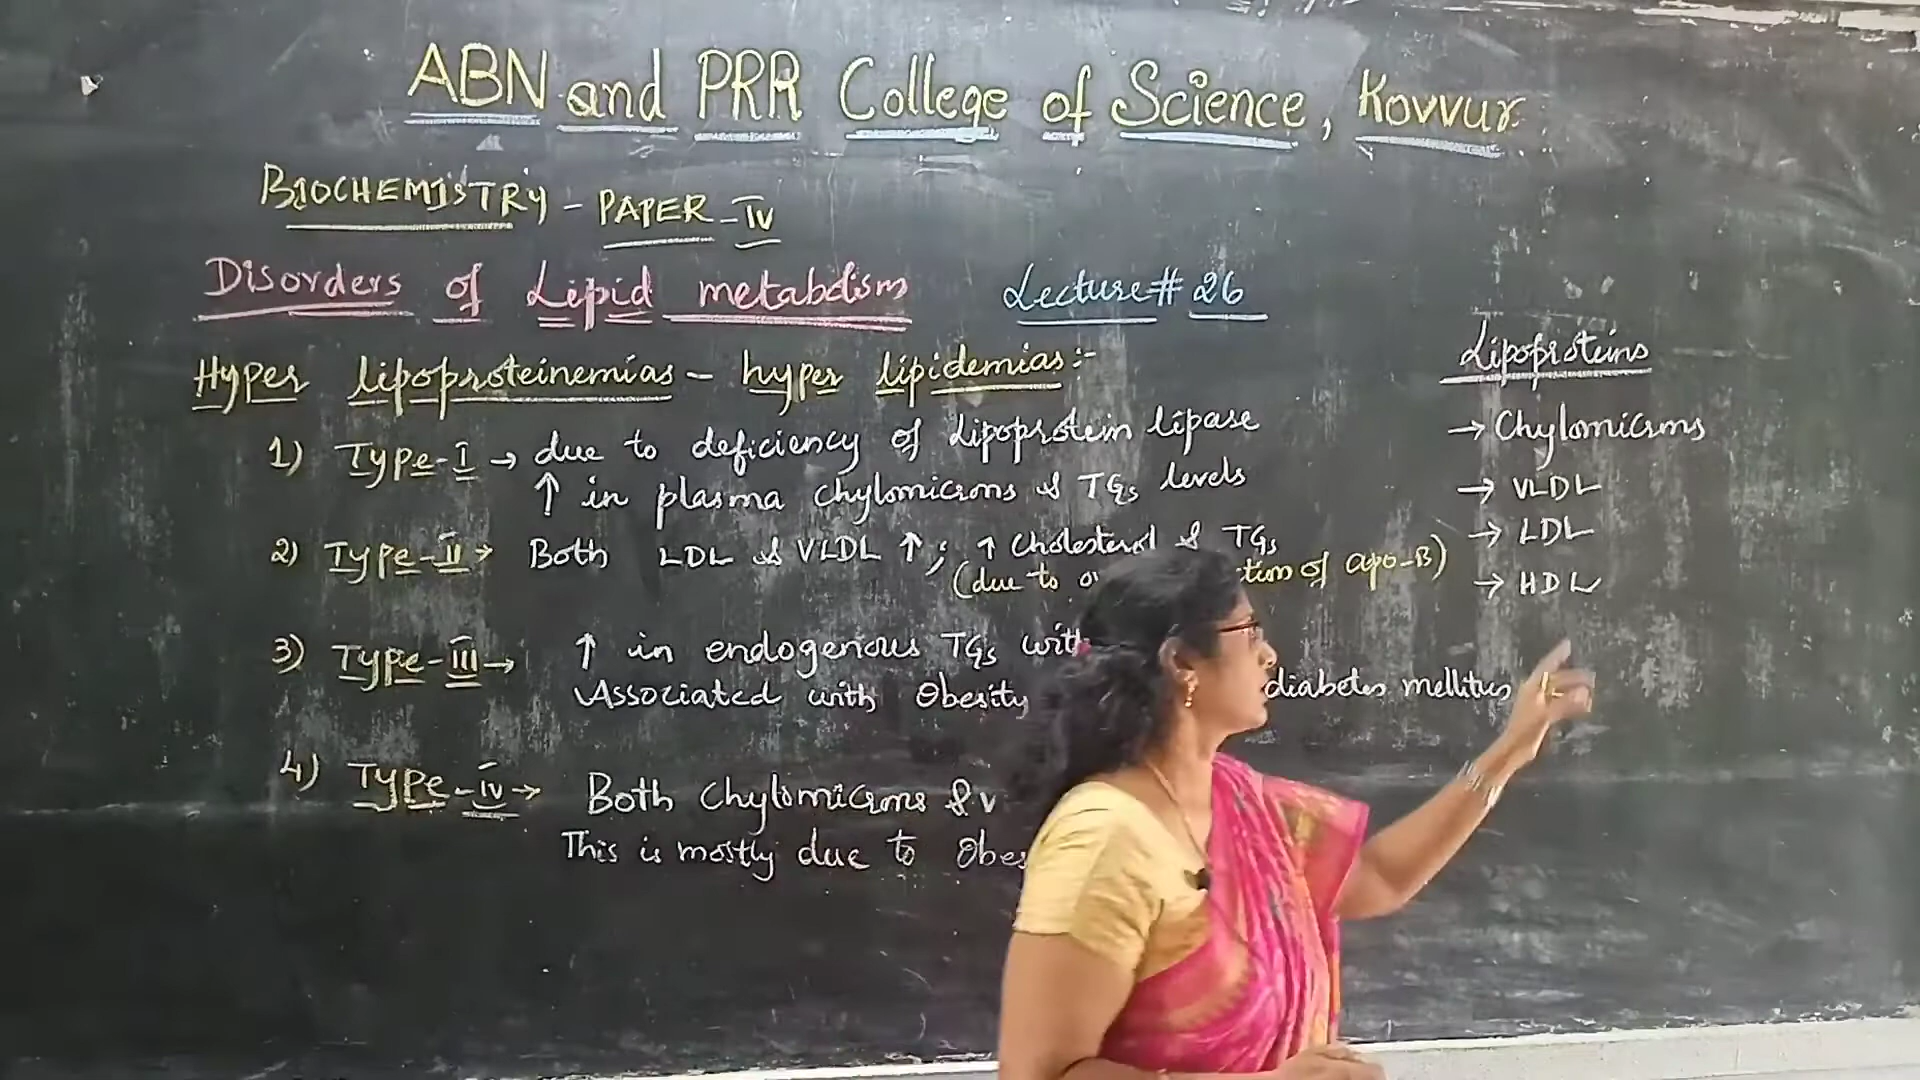 ABN and PRR College of Science, Kovvur.
BIOCHEMISTRY - PAPER - IV
Disorders of Lipid metabolism
Lecture # 26
Hyper lipoproteinemias - hyper lipidemias :-
1) Type-I → due to deficiency of Lipoprotein lipase
↑ in plasma chylomicrons & TGs levels
2) Type-II → Both LDL & VLDL ↑; ↑ Cholesterol & TGs
(due to of apo-B)
3) Type-III → ↑ in endogenious TGs with
Associated with Obesity diabetes mellitus
4) Type-IV → Both Chylomicrons &
This is mostly due to
Lipoproteins
→ Chylomicrons
→ VLDL
→ LDL
→ HDL